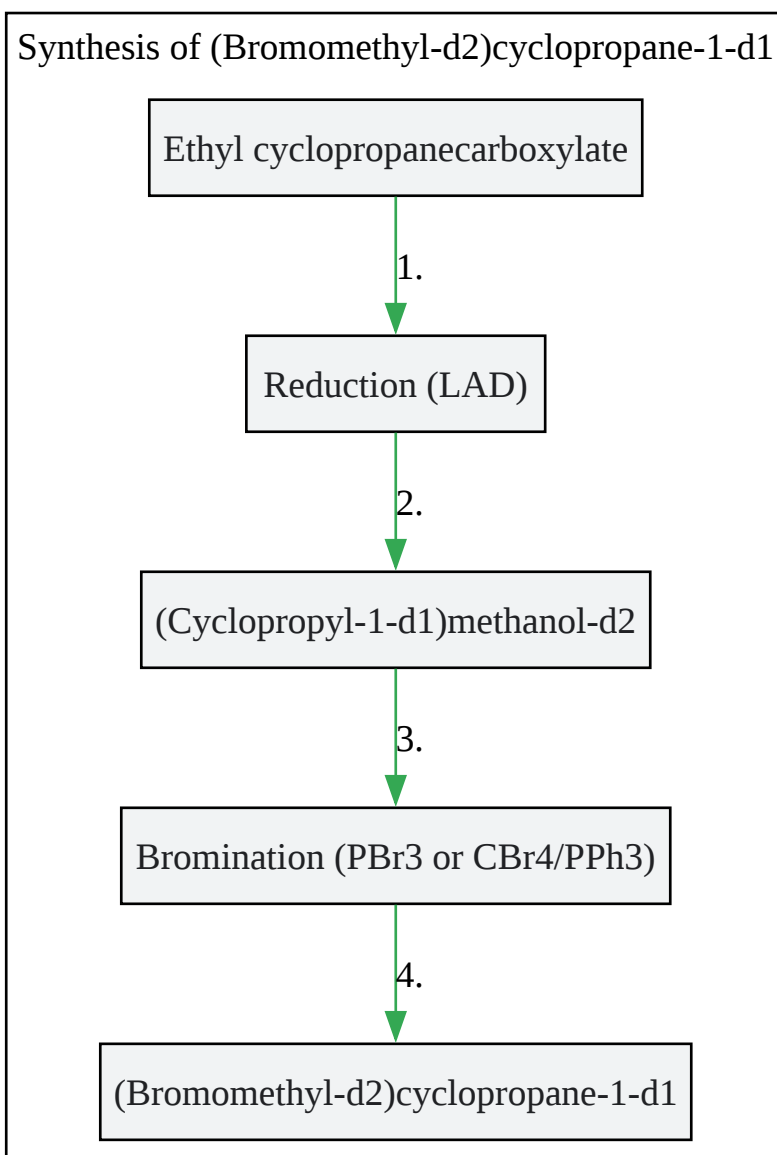 Synthesis of (Bromomethyl-d2)cyclopropane-1-d1
Ethyl cyclopropanecarboxylate
1.
Reduction (LAD)
2.
(Cyclopropyl-1-d1)methanol-d2
3.
Bromination (PBr3 or CBr4/PPh3)
4.
(Bromomethyl-d2)cyclopropane-1-d1